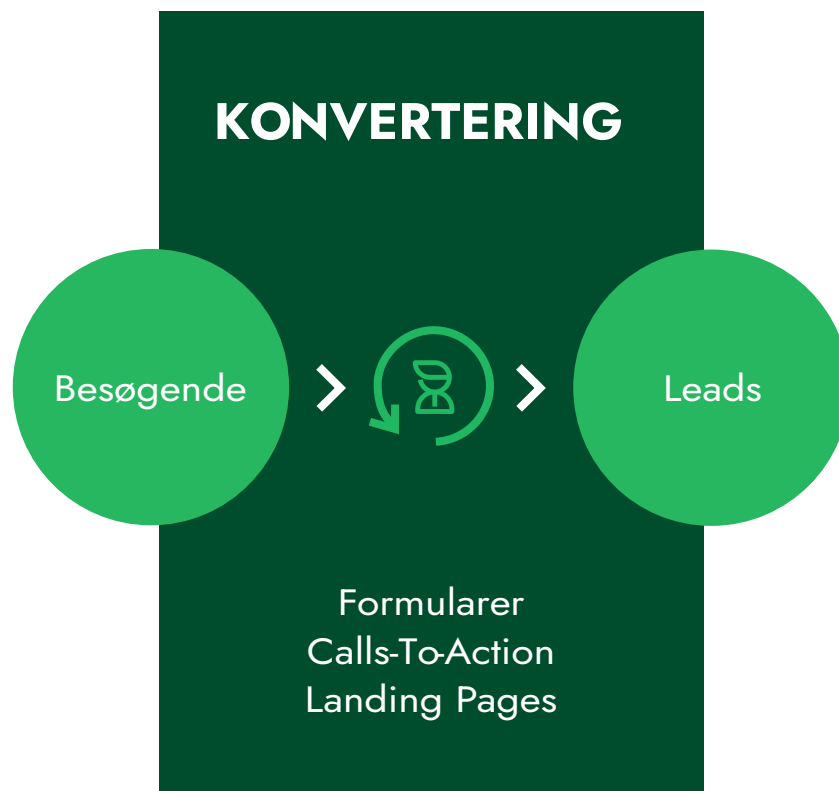 KONVERTERING
Besøgende
Leads
Formularer
Calls-To-Action
Landing Pages